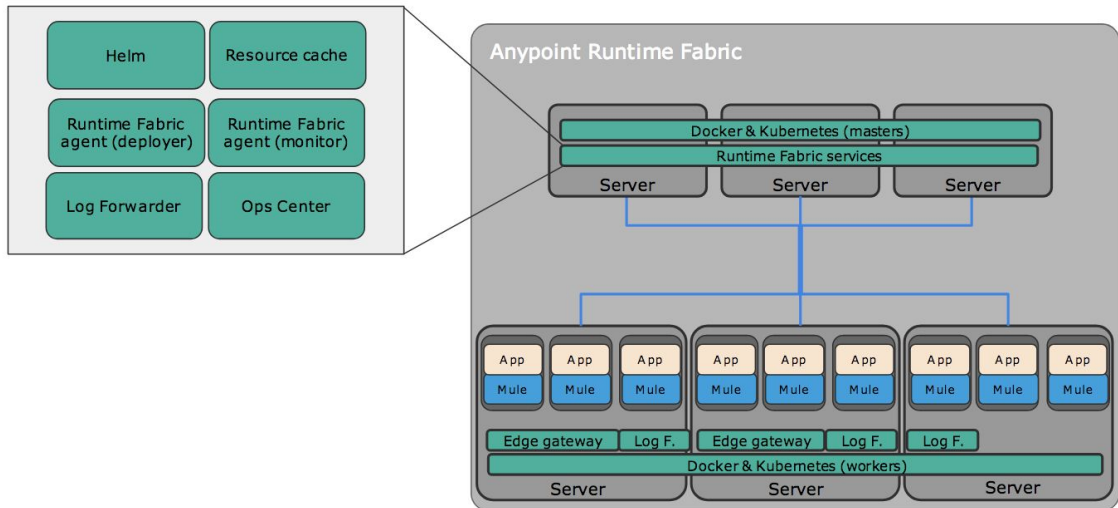 Helm
Resource cache
Runtime Fabric
agent (deployer)
Runtime Fabric
agent (monitor)
Log Forwarder
Ops Center
Anypoint Runtime Fabric
Docker & Kubernetes (masters)
Runtime Fabric services
Server
Server
Server
App
App
App
App
App
App
App
App
App
Mule
Mule
Mule
Mule
Mule
Mule
Mule
Mule
Mule
Edge gateway
Log F.
Edge gateway
Log F.
Log F.
Docker & Kubernetes (workers)
Server
Server
Server